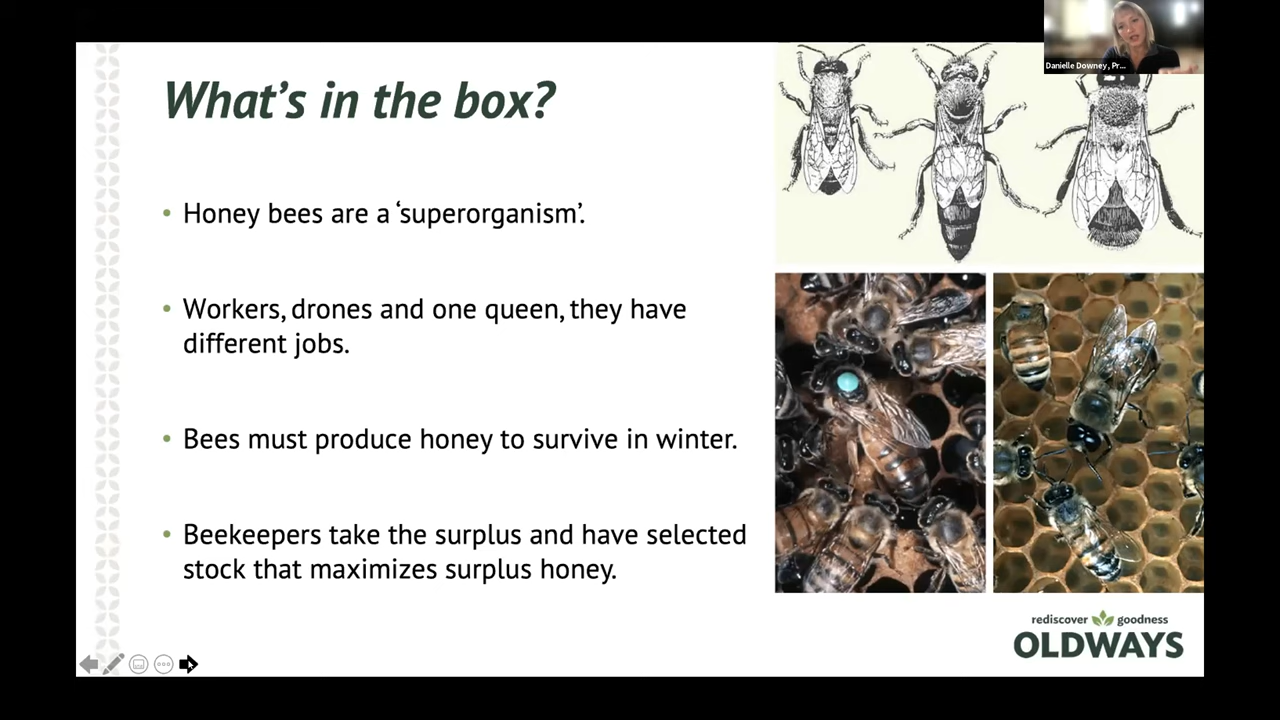 Danielle Downey, Pr...
What's in the box?
• Honey bees are a ‘superorganism’.
• Workers, drones and one queen, they have
different jobs.
• Bees must produce honey to survive in winter.
• Beekeepers take the surplus and have selected
stock that maximizes surplus honey.
rediscover goodness
OLDWAYS